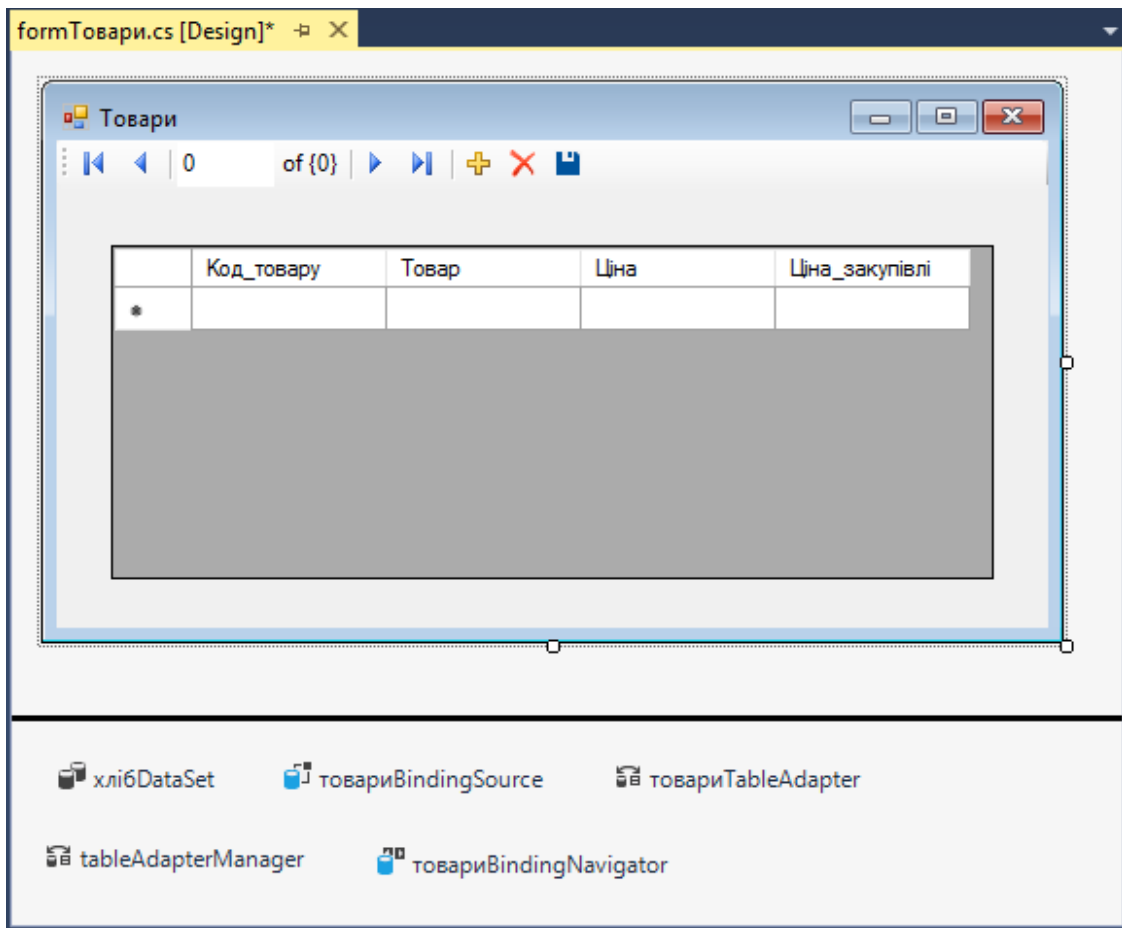 formТовари.cs [Design]*
Товари
0 of {0}
Код_товару Товар Ціна Ціна_закупівлі
хлібDataSet товариBindingSource товариTableAdapter
tableAdapterManager товариBindingNavigator